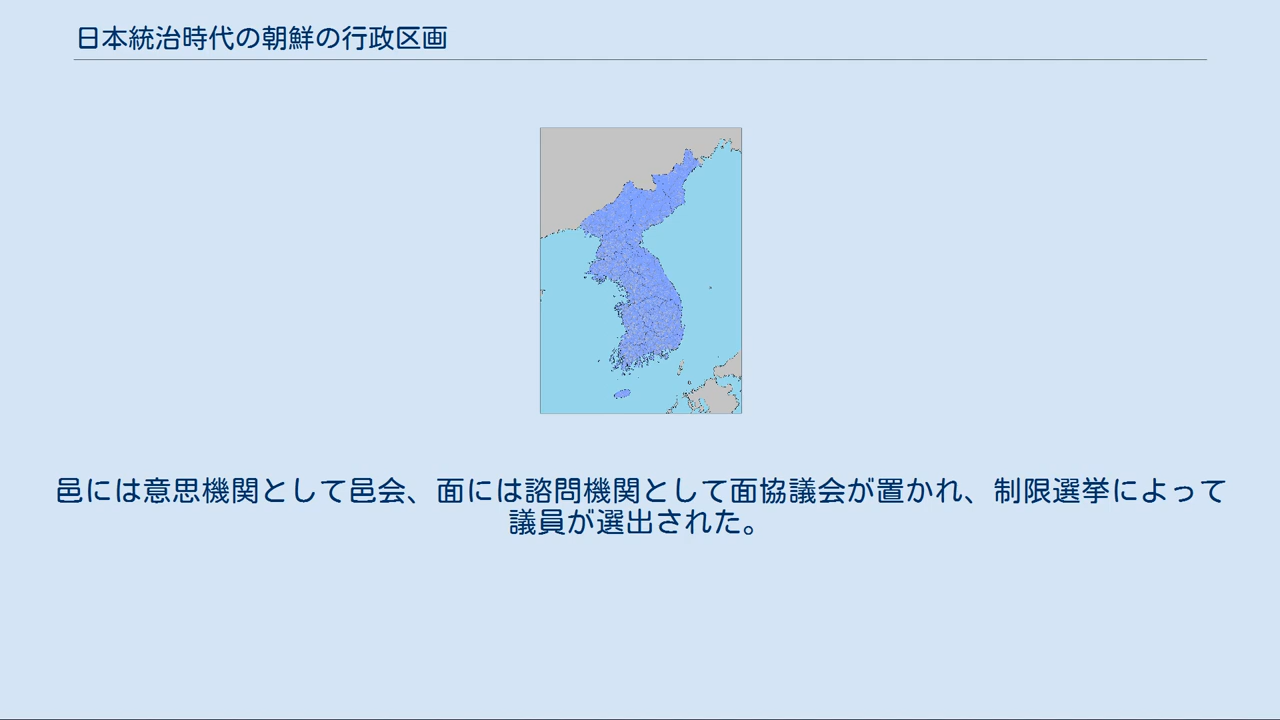 日本統治時代の朝鮮の行政区画
邑には意思機関として邑会、面には諮問機関として面協議会が置かれ、制限選挙によって
議員が選出された。